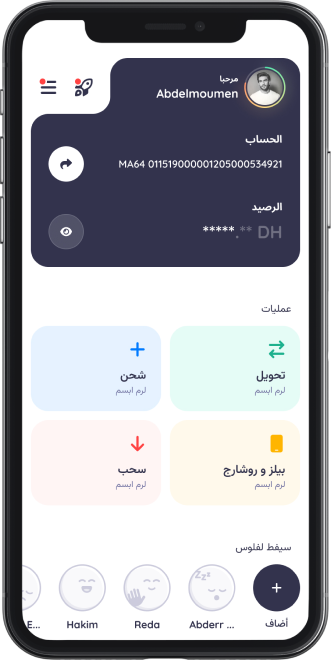 مرحبا
Abdelmoumen
الحساب
MA64 011519000001205000534921
الرصيد
*****.** DH
عمليات
تحويل
لرم ابسم
شحن
لرم ابسم
بيلز و روشارج
لرم ابسم
سحب
لرم ابسم
سيفط لفلوس
أضاف
Abderr ...
Reda
Hakim
E...